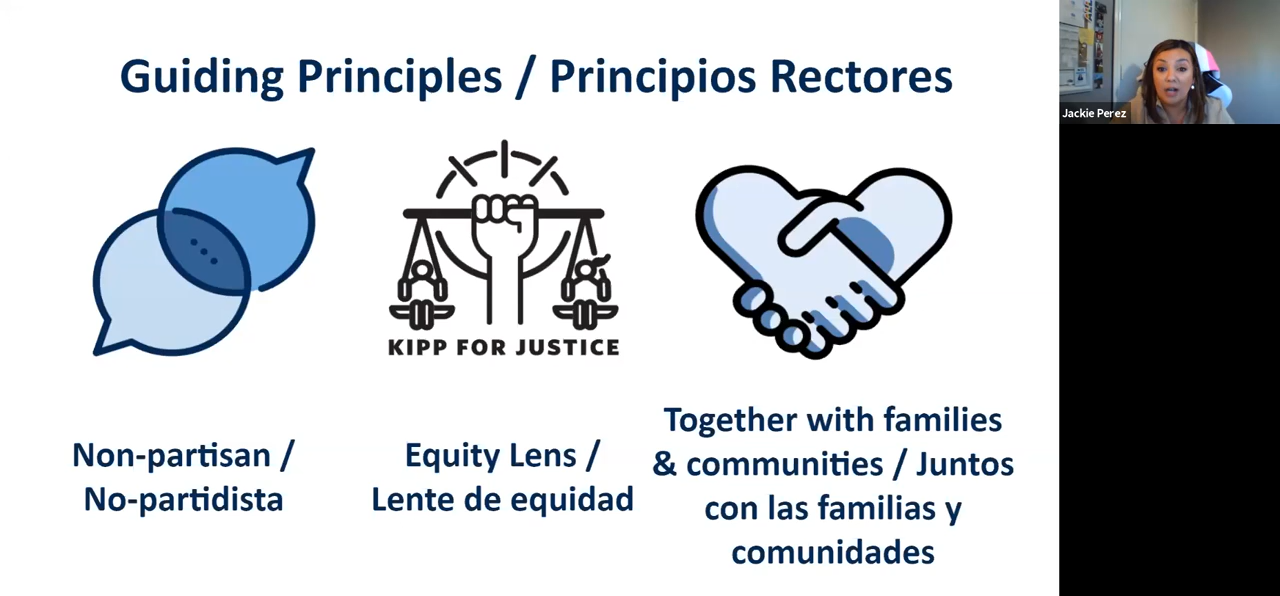 Guiding Principles / Principios Rectores
Jackie Perez
KIPP FOR JUSTICE
Non-partisan /
No-partidista
Equity Lens /
Lente de equidad
Together with families
& communities / Juntos
con las familias y
comunidades